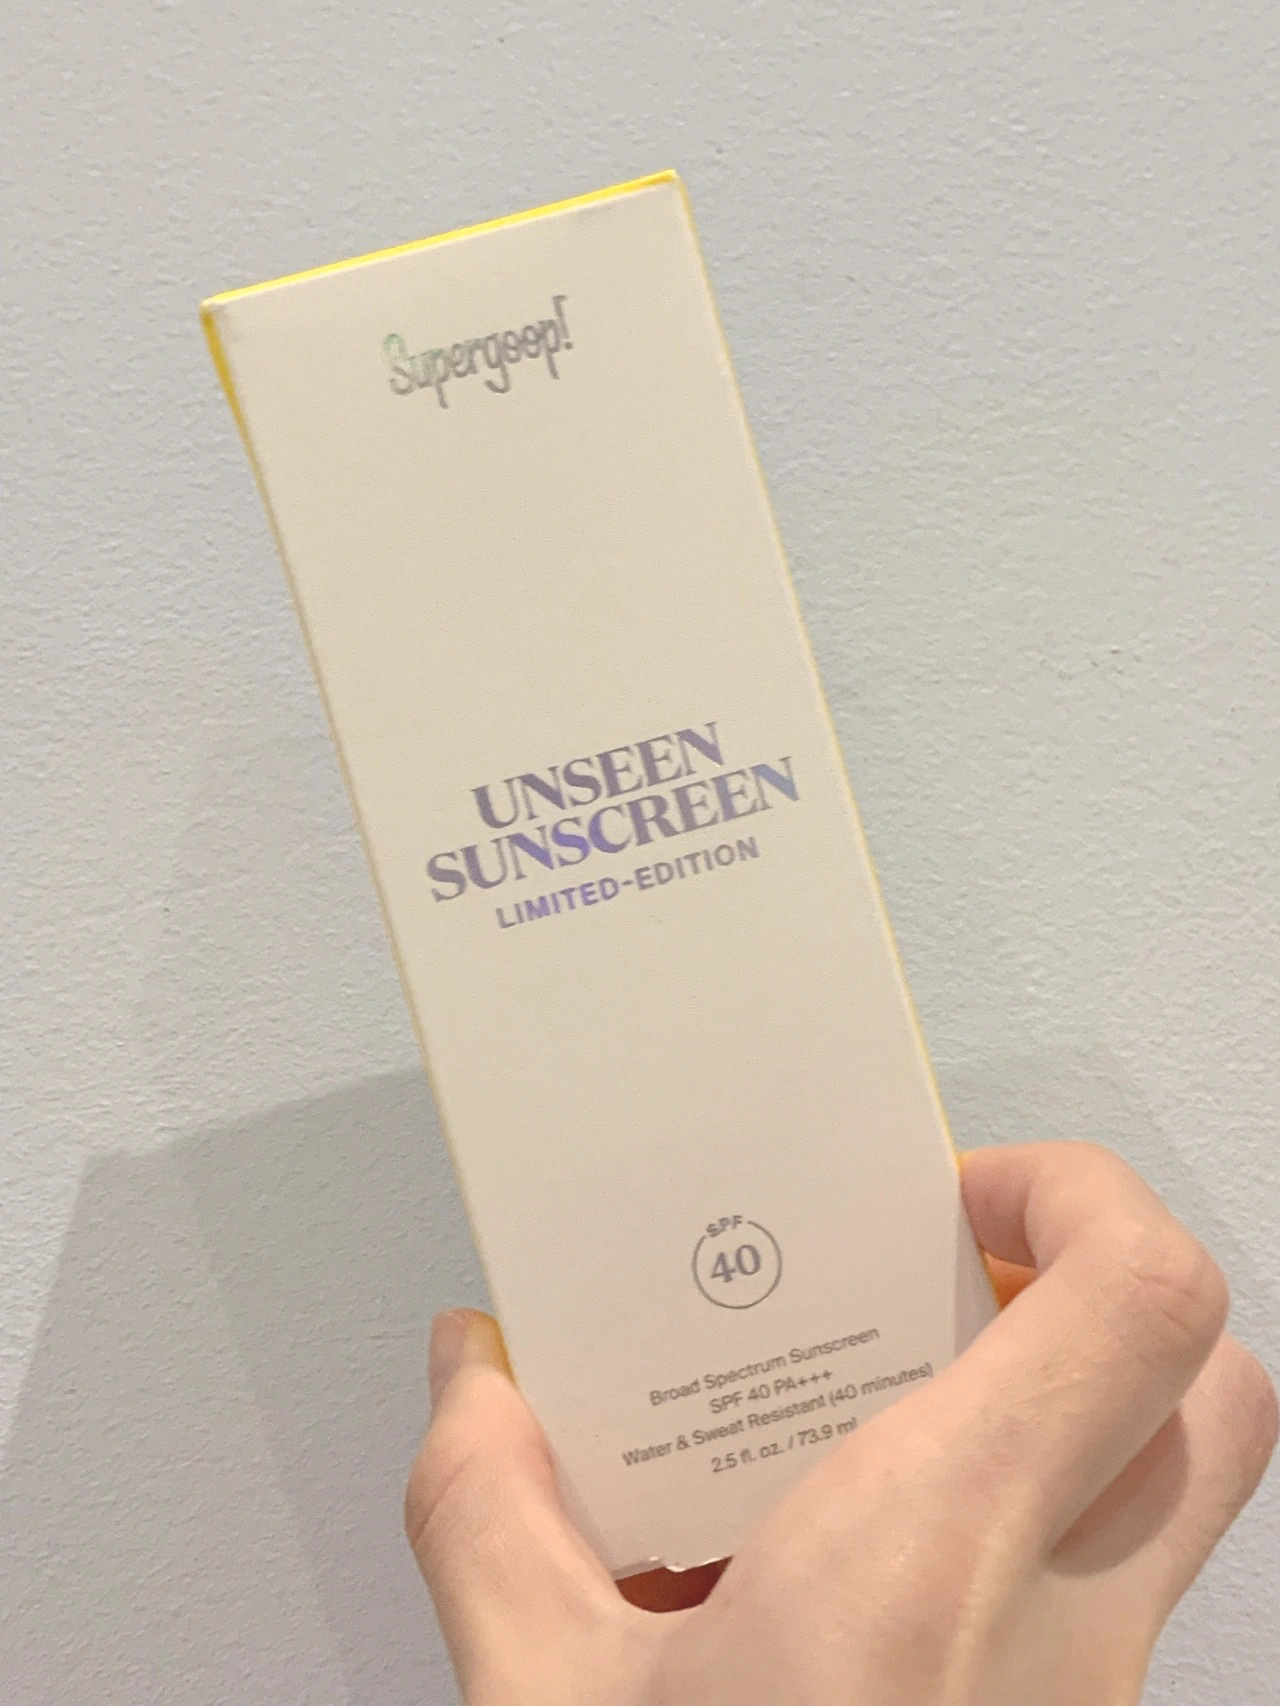 Supergoop!
UNSEEN
SUNSCREEN
LIMITED-EDITION
SPF
40
Broad Spectrum Sunscreen
SPF 40 PA+++
Water & Sweat Resistant (40 minutes)
2.5 fl. oz. / 73.9 ml